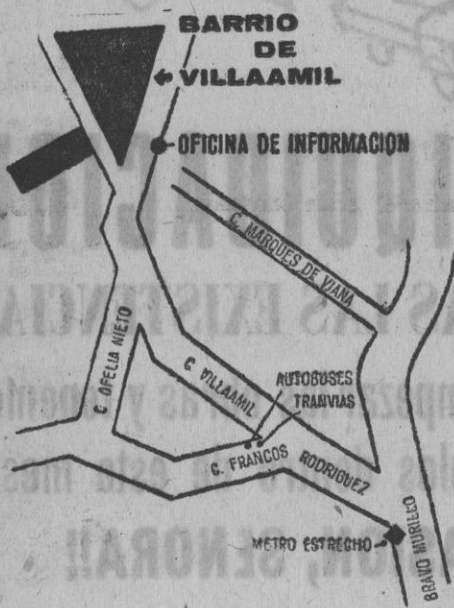 BARRIO
DE
VILLAAMIL
OFICINA DE INFORMACIÓN
C. MARQUES DE VIANA
C. OFELIA NIETO
C. VILLAAMIL
AUTOBUSES
TRANVIAS
C. FRANCOS RODRIGUEZ
METRO ESTRECHO
BRAVO MURILLO